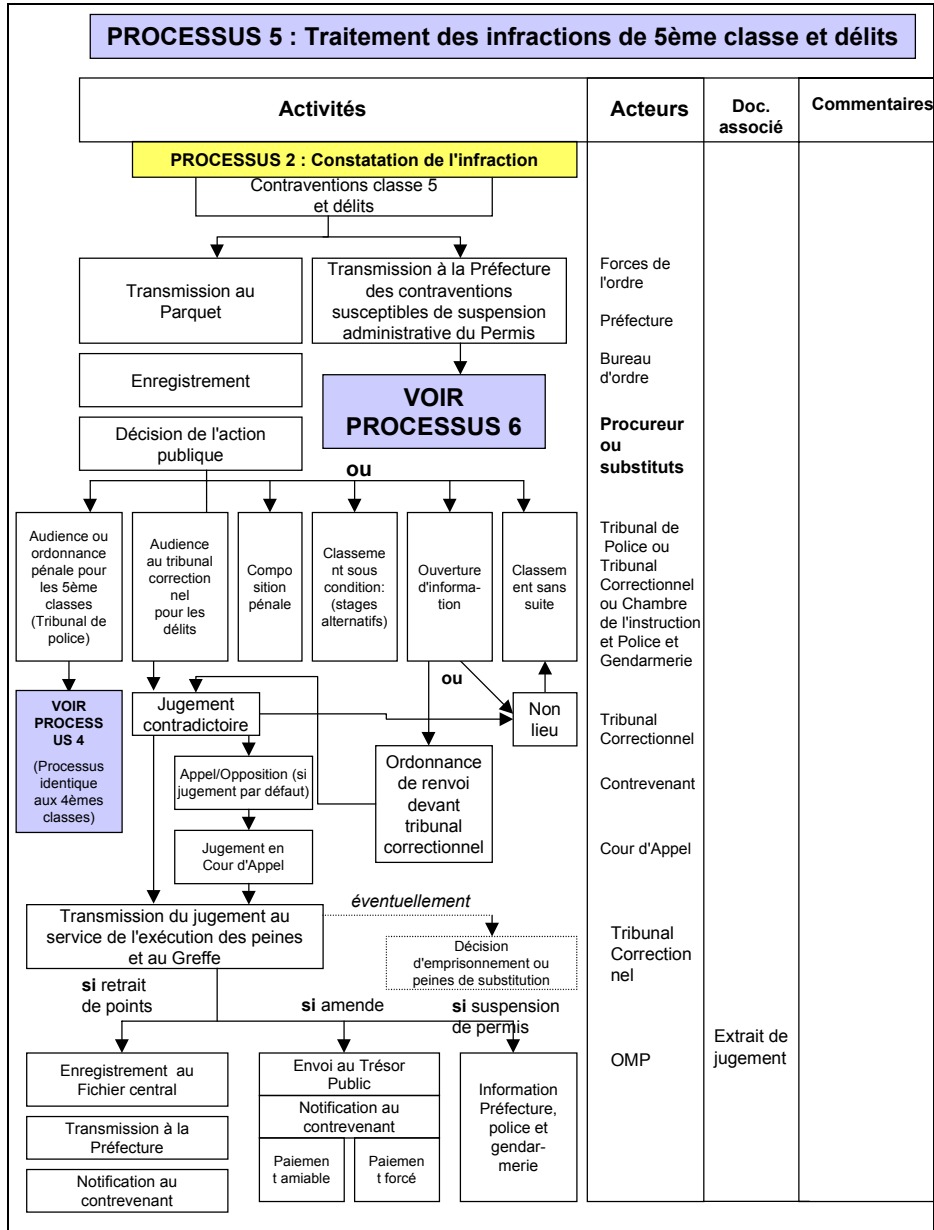 PROCESSUS 5 : Traitement des infractions de 5ème classe et délits
Activités
Acteurs
Doc.
associé
Commentaires
PROCESSUS 2 : Constatation de l'infraction
Contraventions classe 5
et délits
Transmission au
Parquet
Transmission à la Préfecture
des contraventions
susceptibles de suspension
administrative du Permis
Forces de
l'ordre
Préfecture
Enregistrement
VOIR
PROCESSUS 6
Bureau
d'ordre
Décision de l'action
publique
Procureur
ou
substituts
ou
Audience ou
ordonnance
pénale pour
les 5ème
classes
(Tribunal de
police)
Audience
au tribunal
correction
nel
pour les
délits
Compo
sition
pénale
Classeme
nt sous
condition:
(stages
alternatifs)
Ouverture
d'informa-
tion
Classem
ent sans
suite
Tribunal de
Police ou
Tribunal
Correctionnel
ou Chambre
de l'instruction
et Police et
Gendarmerie
ou
VOIR
PROCESS
US 4
(Processus
identique
aux 4èmes
classes)
Jugement
contradictoire
Non
lieu
Tribunal
Correctionnel
Appel/Opposition (si
jugement par défaut)
Ordonnance
de renvoi
devant
tribunal
correctionnel
Contrevenant
Jugement en
Cour d'Appel
Cour d'Appel
Transmission du jugement au
service de l'exécution des peines
et au Greffe
éventuellement
Décision
d'emprisonnement ou
peines de substitution
Tribunal
Correction
nel
si retrait
de points
si amende
si suspension
de permis
Enregistrement au
Fichier central
Envoi au Trésor
Public
Information
Préfecture,
police et
gendar-
merie
OMP
Extrait de
jugement
Transmission à la
Préfecture
Notification au
contrevenant
Notification au
contrevenant
Paiemen
t amiable
Paiemen
t forcé